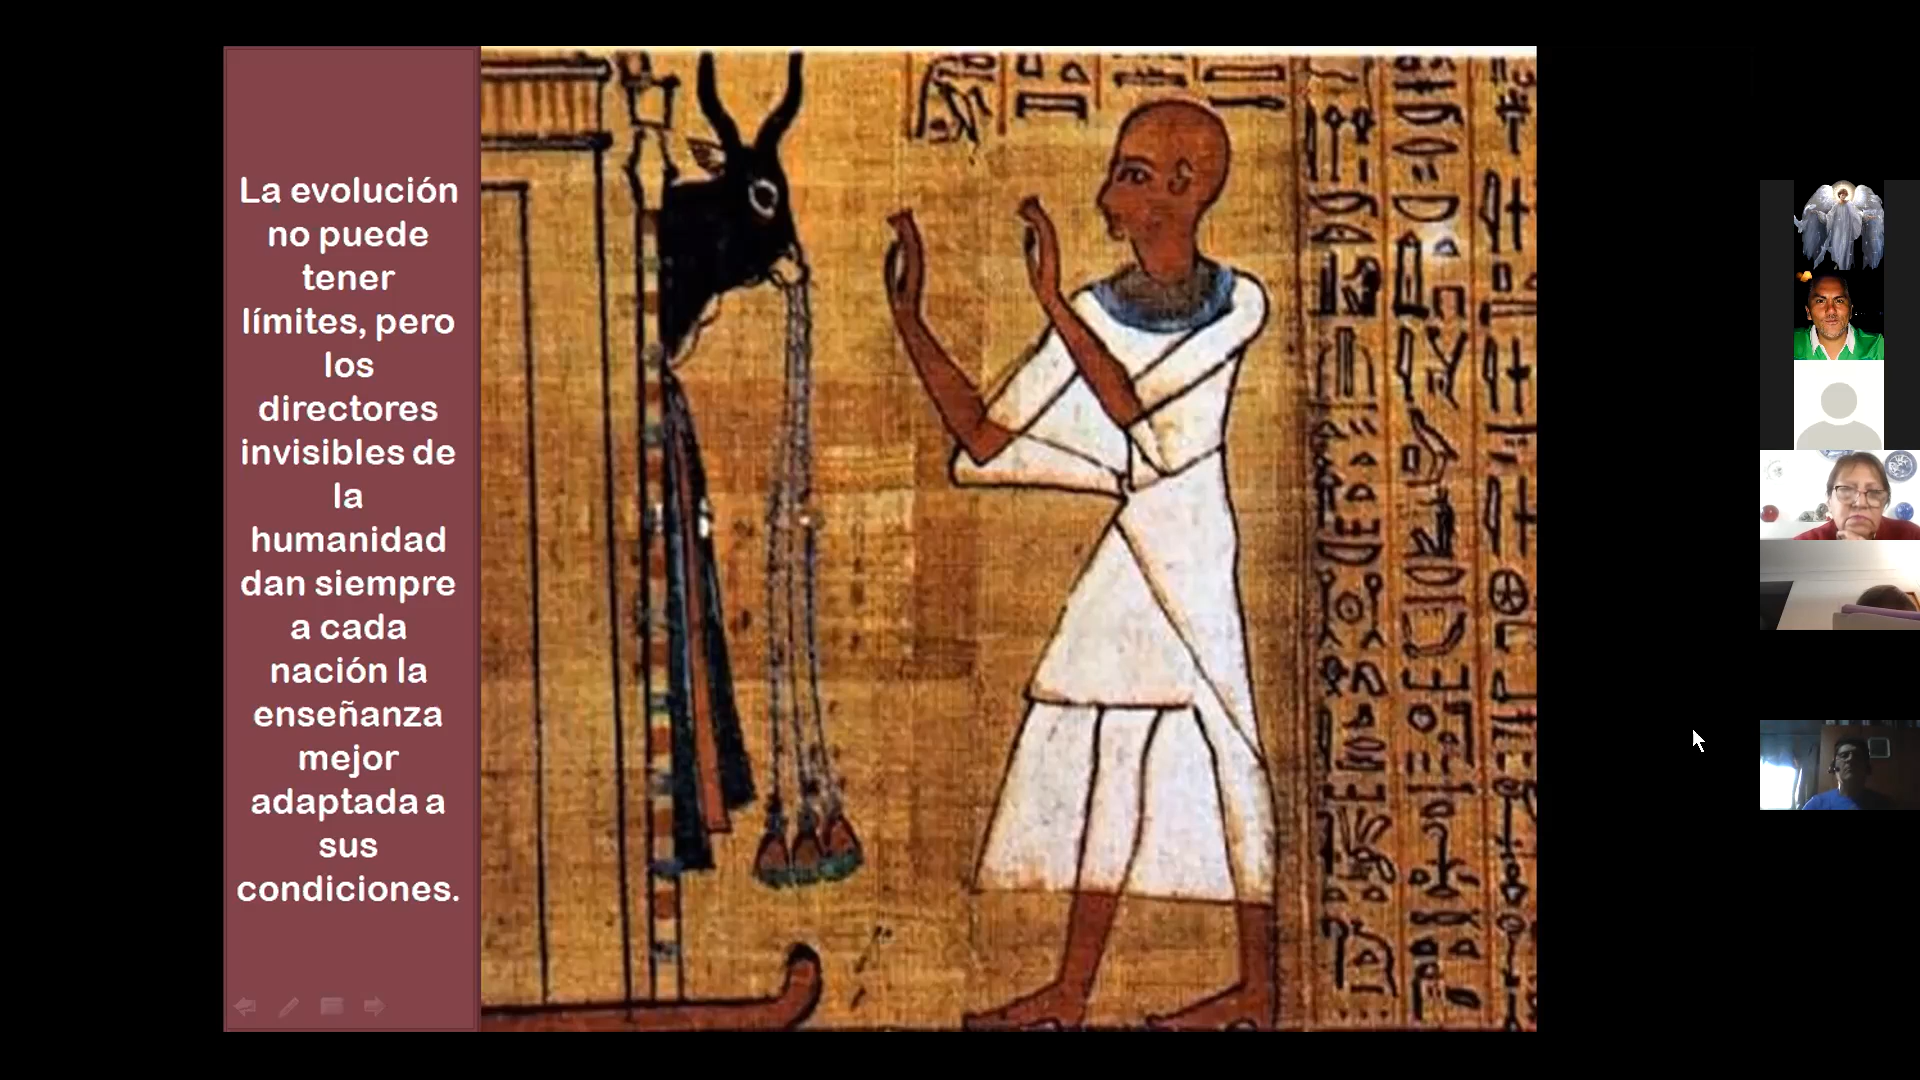 La evolución
no puede
tener
límites, pero
los
directores
invisibles de
la
humanidad
dan siempre
a cada
nación la
enseñanza
mejor
adaptada a
sus
condiciones.